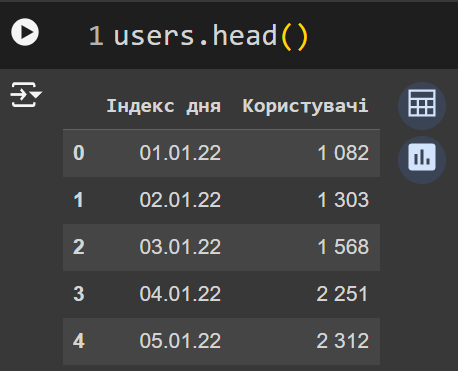 1 users.head()
Індекс дня Користувачі
0 01.01.22 1 082
1 02.01.22 1 303
2 03.01.22 1 568
3 04.01.22 2 251
4 05.01.22 2 312